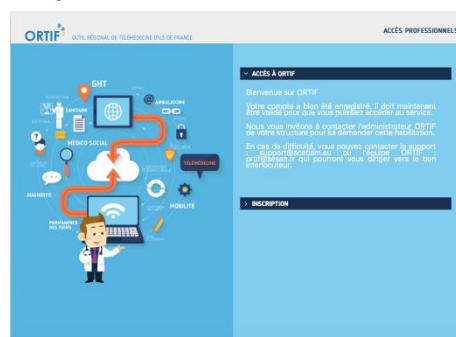 ORTIF
OUTIL RÉGIONAL DE TÉLÉMÉDECINE D'ILE DE FRANCE
ACCÈS PROFESSIONNELS
GHT
SANITAIRE
@ AMBULATOIRE
MEDICO SOCIAL
TÉLÉMÉDECINE
DIAGNOSTIC
MOBILITÉ
PERMANENCE
DES SOINS
ACCÈS À ORTIF
Bienvenue sur ORTIF
Votre compte a bien été enregistré. Il doit maintenant
être validé pour que vous puissiez accéder au service.
Nous vous invitons à contacter l'administrateur ORTIF
de votre structure pour lui demander cette habilitation.
En cas de difficulté, vous pouvez contacter le support
: support@acetiam.eu ou l'équipe ORTIF :
ortif@sesan.fr qui pourront vous diriger vers le bon
interlocuteur.
INSCRIPTION